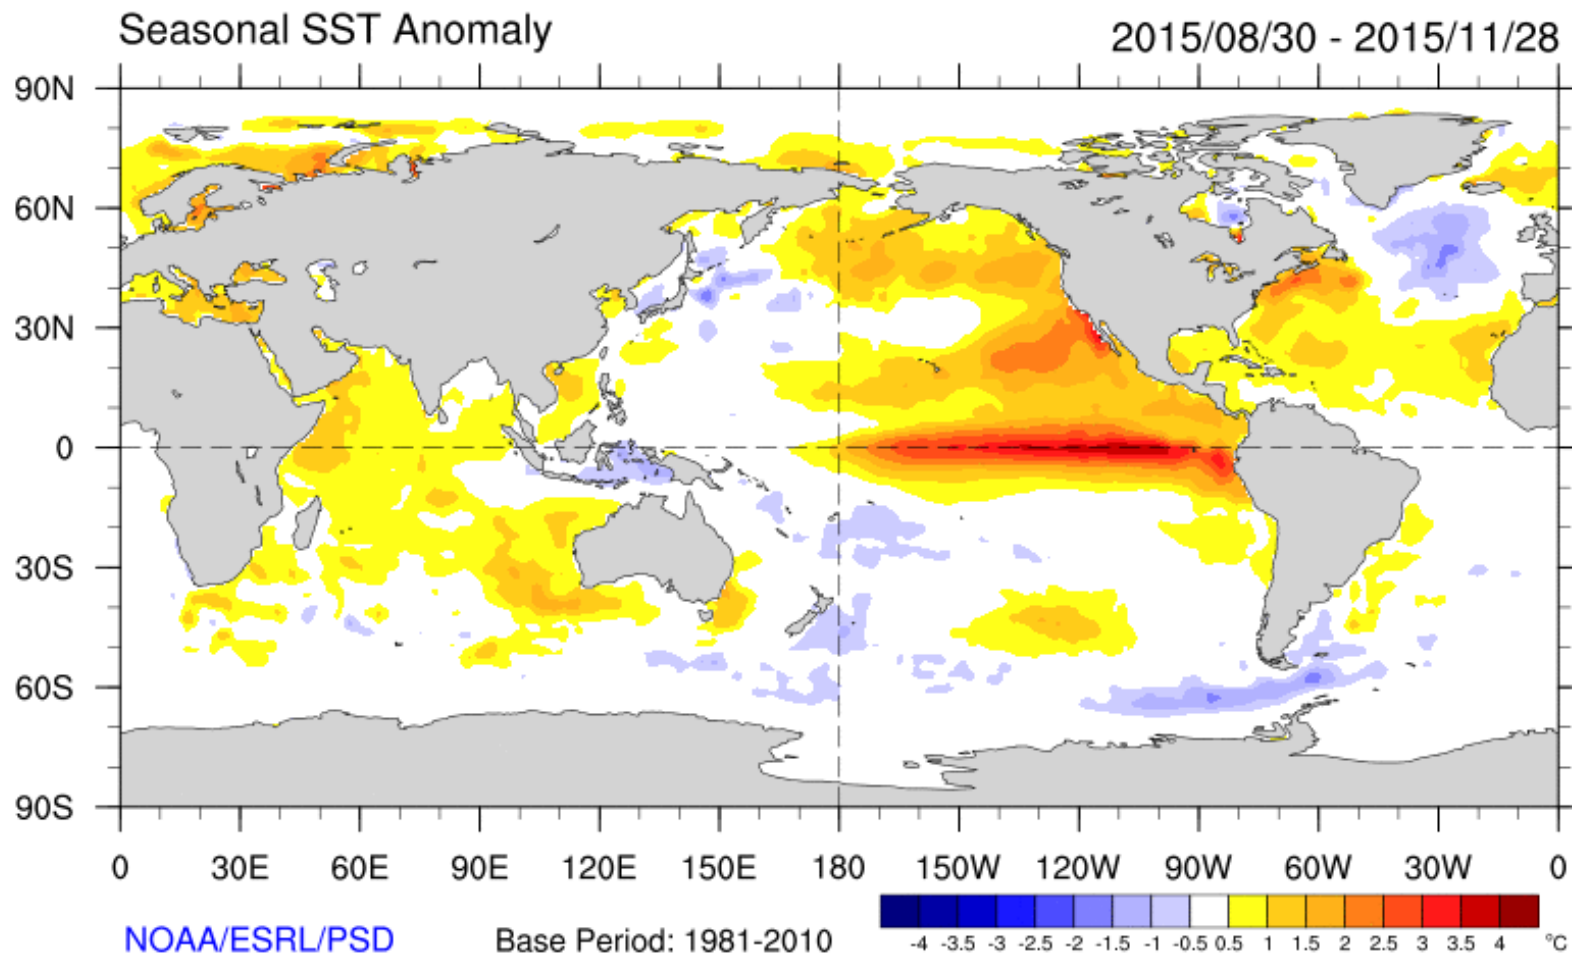 Seasonal SST Anomaly
2015/08/30 - 2015/11/28
90N
60N
30N
0
30S
60S
90S
0 30E 60E 90E 120E 150E 180 150W 120W 90W 60W 30W 0
NOAA/ESRL/PSD
Base Period: 1981-2010
-4 -3.5 -3 -2.5 -2 -1.5 -1 -0.5 0.5 1 1.5 2 2.5 3 3.5 4 °C